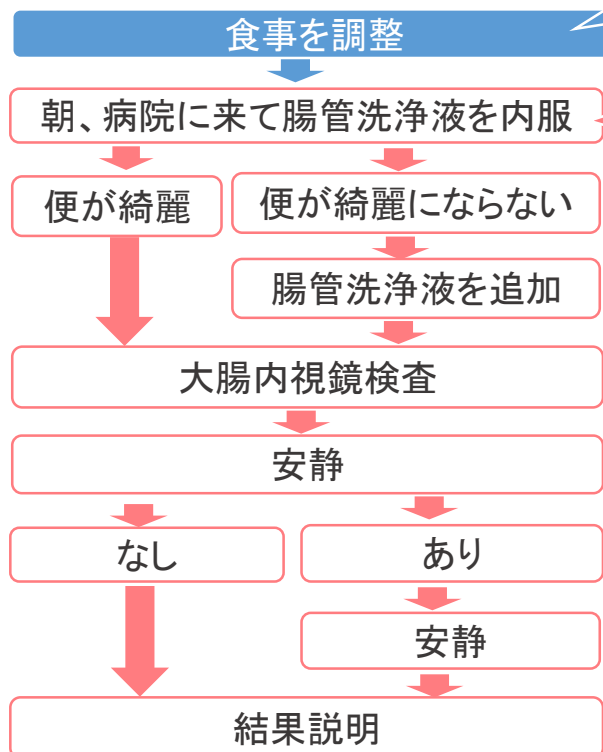 食事を調整
朝、病院に来て腸管洗浄液を内服
便が綺麗
便が綺麗にならない
腸管洗浄液を追加
大腸内視鏡検査
安静
なし
あり
安静
結果説明